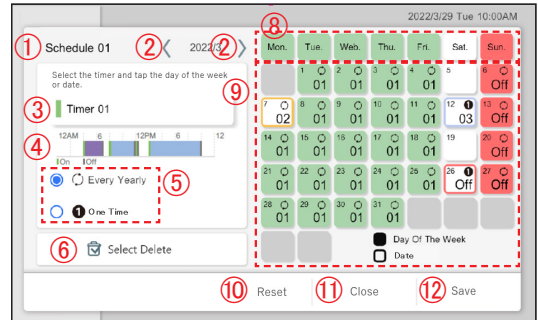 2022/3/29 Tue 10:00AM
① Schedule 01 ② 2022/3 ② ⑧
Mon. Tue. Web. Thu. Fri. Sat. Sun.
Select the timer and tap the day of the week
or date.
⑨
③ Timer 01
④ 12AM 6 12PM 6 12
On Off
Every Yearly ⑤
❶ One Time
⑥ Select Delete
1 2 3 4 5 6
01 01 01 01 Off
7 8 9 10 11 12 ❶ 13
02 01 01 01 01 03 Off
14 15 16 17 18 19 20
01 01 01 01 01 Off
21 22 23 24 25 26 ❶ 27
01 01 01 01 01 Off Off
28 29 30 31
01 01 01 01
Day Of The Week
Date
⑩ Reset ⑪ Close ⑫ Save